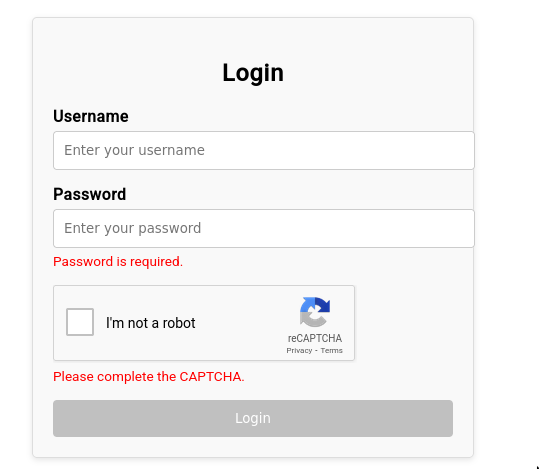 Login
Username
Enter your username
Password
Enter your password
Password is required.
I'm not a robot
reCAPTCHA
Privacy - Terms
Please complete the CAPTCHA.
Login